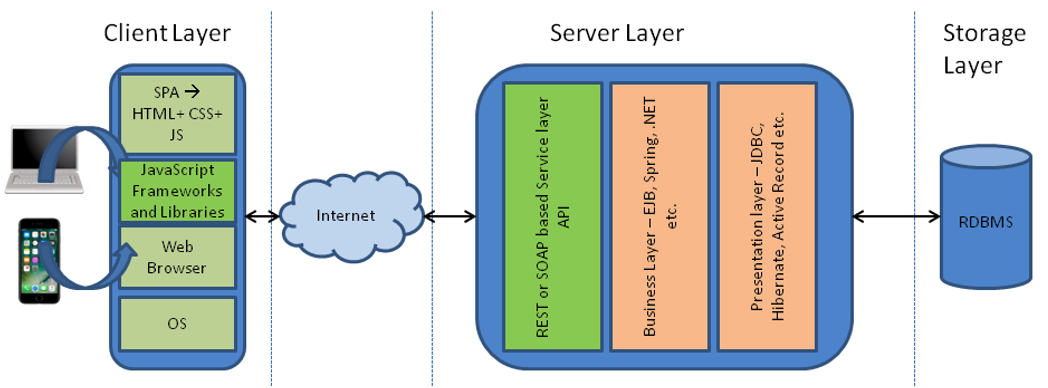 Client Layer
Server Layer
Storage
Layer
SPA →
HTML+ CSS+
JS
JavaScript
Frameworks
and Libraries
Web
Browser
OS
Internet
REST or SOAP based Service layer
API
Business Layer – EJB, Spring, .NET
etc.
Presentation layer – JDBC,
Hibernate, Active Record etc.
RDBMS